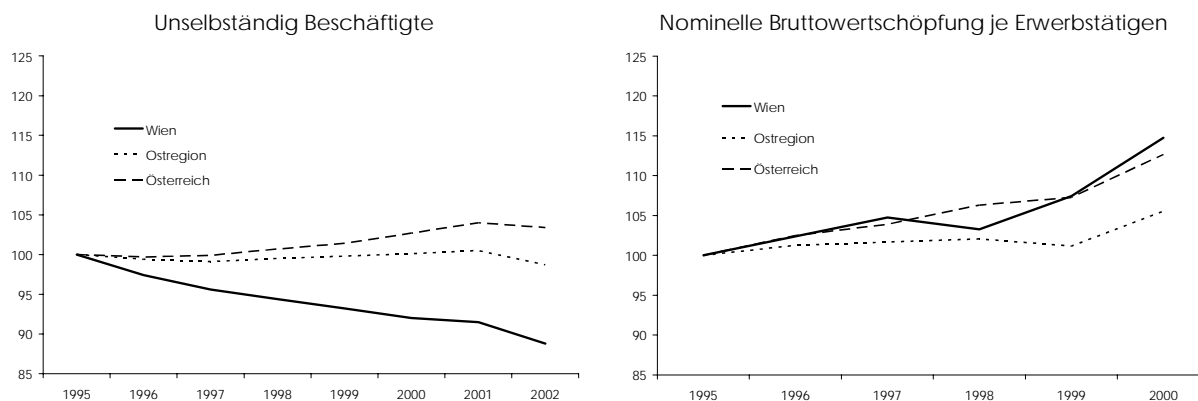 Unselbständig Beschäftigte
125
120
115
110
105
100
95
90
85
Wien
Ostregion
Österreich
1995 1996 1997 1998 1999 2000 2001 2002
Nominelle Bruttowertschöpfung je Erwerbstätigen
125
120
115
110
105
100
95
90
85
Wien
Ostregion
Österreich
1995 1996 1997 1998 1999 2000